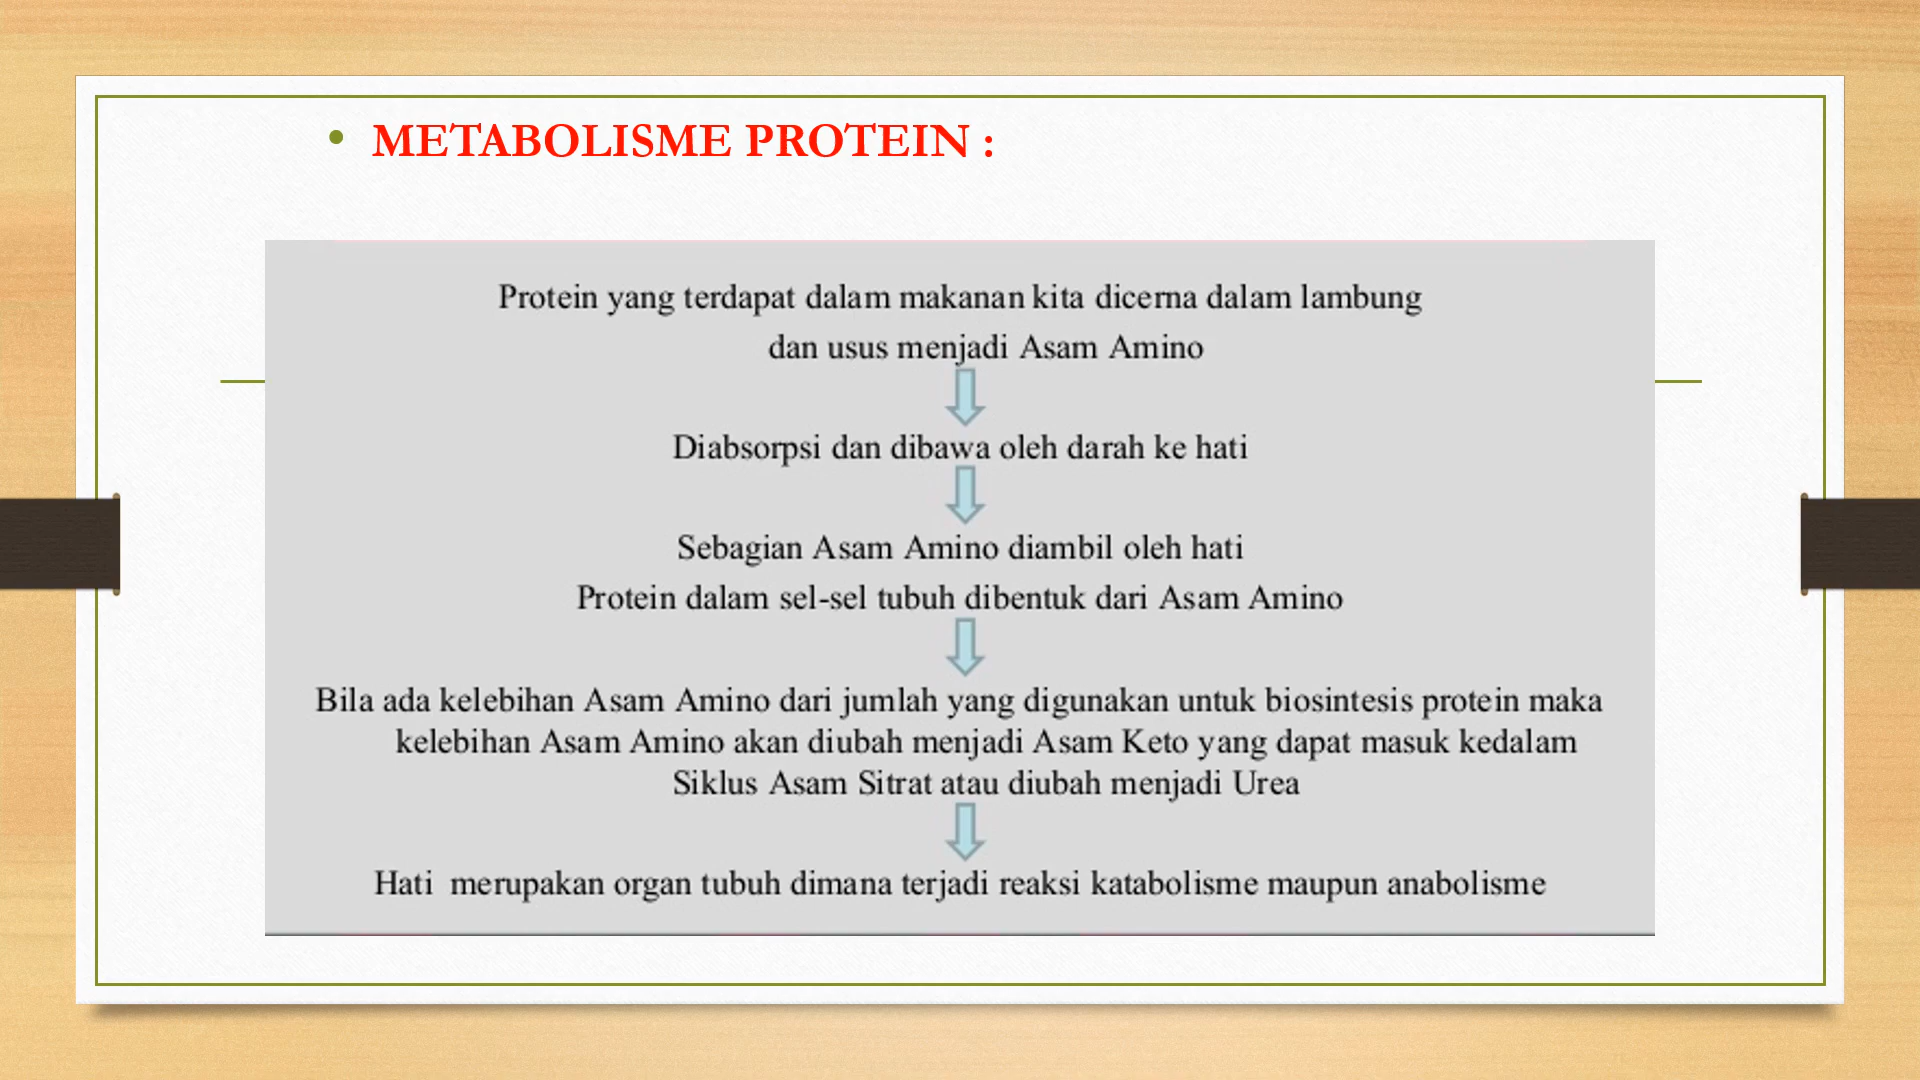 • METABOLISME PROTEIN :
Protein yang terdapat dalam makanan kita dicerna dalam lambung
dan usus menjadi Asam Amino
Diabsorpsi dan dibawa oleh darah ke hati
Sebagian Asam Amino diambil oleh hati
Protein dalam sel-sel tubuh dibentuk dari Asam Amino
Bila ada kelebihan Asam Amino dari jumlah yang digunakan untuk biosintesis protein maka
kelebihan Asam Amino akan diubah menjadi Asam Keto yang dapat masuk kedalam
Siklus Asam Sitrat atau diubah menjadi Urea
Hati merupakan organ tubuh dimana terjadi reaksi katabolisme maupun anabolisme